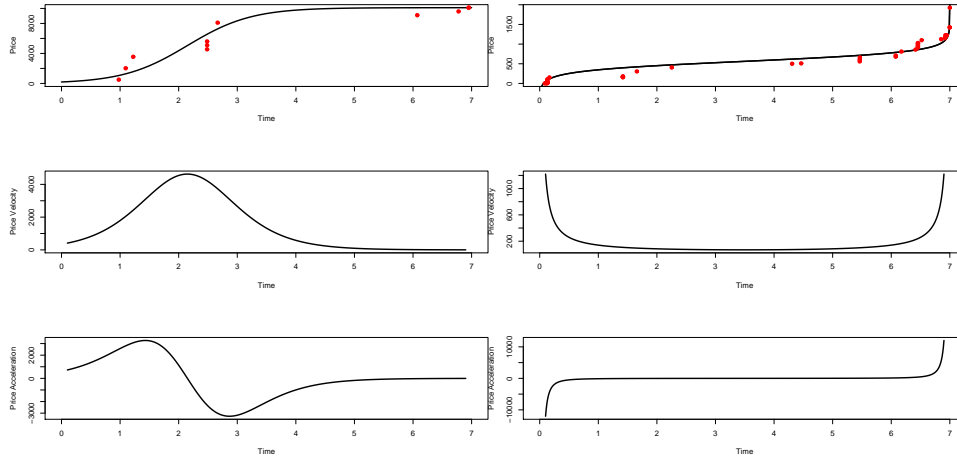 Price
0 4000 8000
0 1 2 3 4 5 6 7
Time
Price
0 500 1500
0 1 2 3 4 5 6 7
Time
Price Velocity
0 2000 4000
0 1 2 3 4 5 6 7
Time
Price Velocity
200 600 1000
0 1 2 3 4 5 6 7
Time
Price Acceleration
−3000 0 2000
0 1 2 3 4 5 6 7
Time
Price Acceleration
−10000 0 10000
0 1 2 3 4 5 6 7
Time